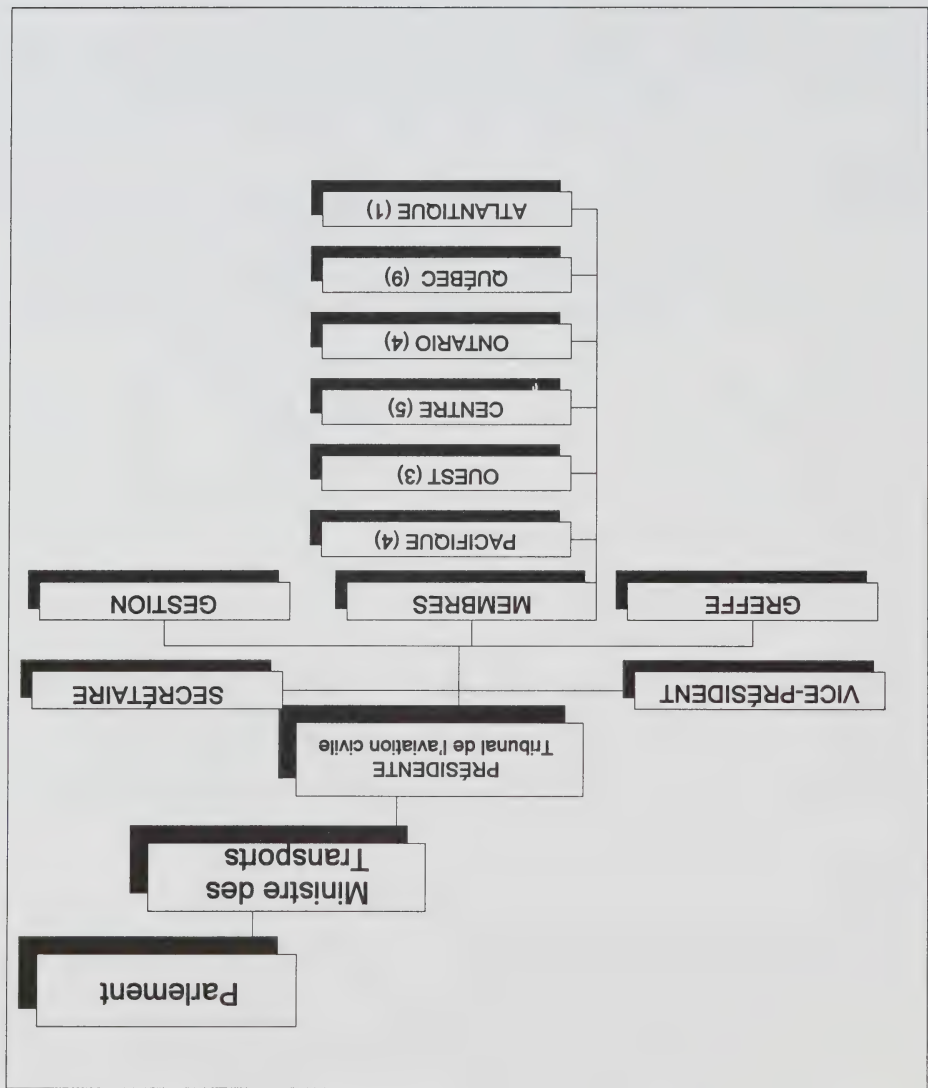 Parlement
Ministre des
Transports
PRÉSIDENTE
Tribunal de l'aviation civile
VICE-PRÉSIDENT
SECRÉTAIRE
GREFFE
MEMBRES
GESTION
PACIFIQUE (4)
OUEST (3)
CENTRE (5)
ONTARIO (4)
QUÉBEC (9)
ATLANTIQUE (1)